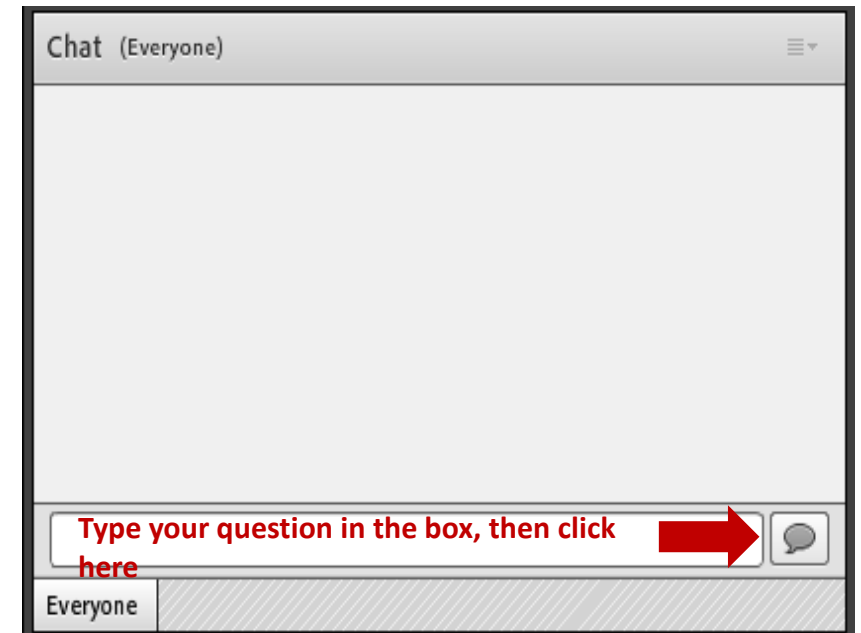 Chat (Everyone)
Type your question in the box, then click
here
Everyone